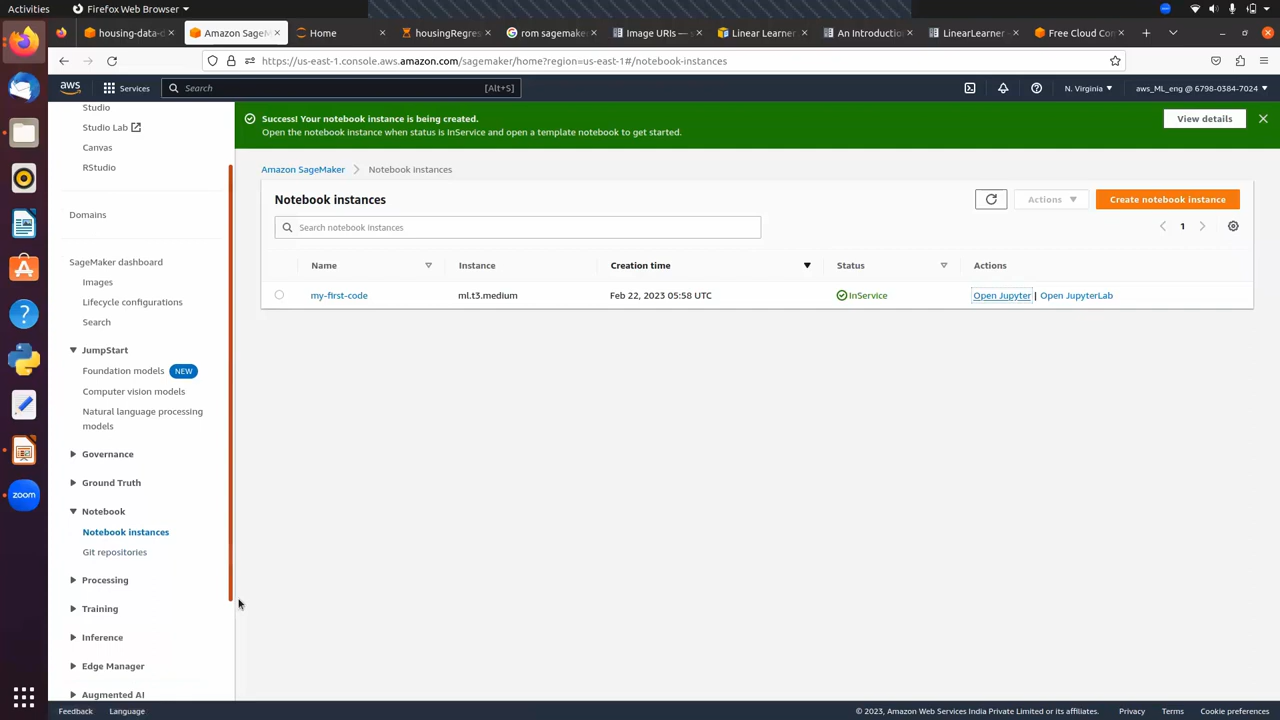 Activities
Firefox Web Browser
housing-data-d
Amazon SageM
Home
housingRegres
rom sagemaker
Image URIs —
Linear Learner
An Introduction
LinearLearner
Free Cloud Con
https://us-east-1.console.aws.amazon.com/sagemaker/home?region=us-east-1#/notebook-instances
aws
Services
Search
[Alt+S]
N. Virginia
aws_ML_eng @ 6798-0384-7024
Studio
Studio Lab
Canvas
RStudio
Domains
SageMaker dashboard
Images
Lifecycle configurations
Search
JumpStart
Foundation models NEW
Computer vision models
Natural language processing
models
Governance
Ground Truth
Notebook
Notebook instances
Git repositories
Processing
Training
Inference
Edge Manager
Augmented AI
Success! Your notebook instance is being created.
Open the notebook instance when status is InService and open a template notebook to get started.
View details
Amazon SageMaker
Notebook instances
Notebook instances
Actions
Create notebook instance
Search notebook instances
1
Name
Instance
Creation time
Status
Actions
my-first-code
ml.t3.medium
Feb 22, 2023 05:58 UTC
InService
Open Jupyter | Open JupyterLab
zoom
Feedback
Language
© 2023, Amazon Web Services India Private Limited or its affiliates.
Privacy
Terms
Cookie preferences